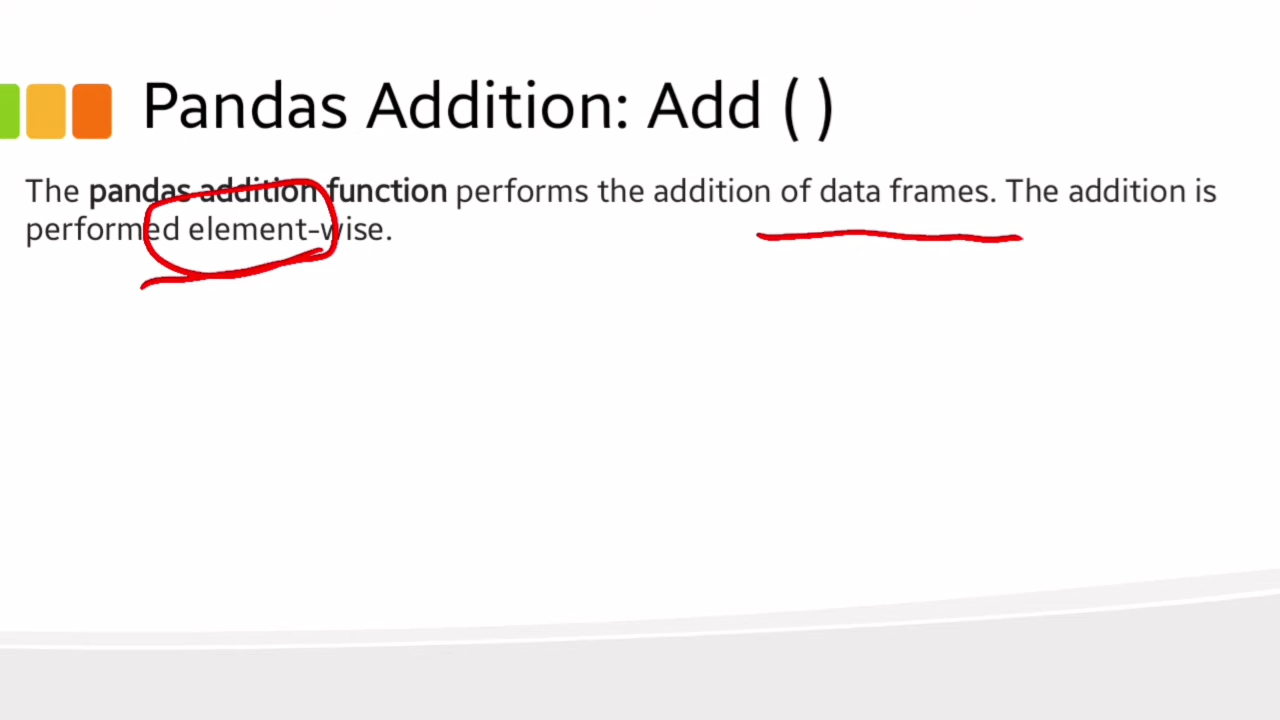 Pandas Addition: Add ( )
The pandas addition function performs the addition of data frames. The addition is
performed element-wise.